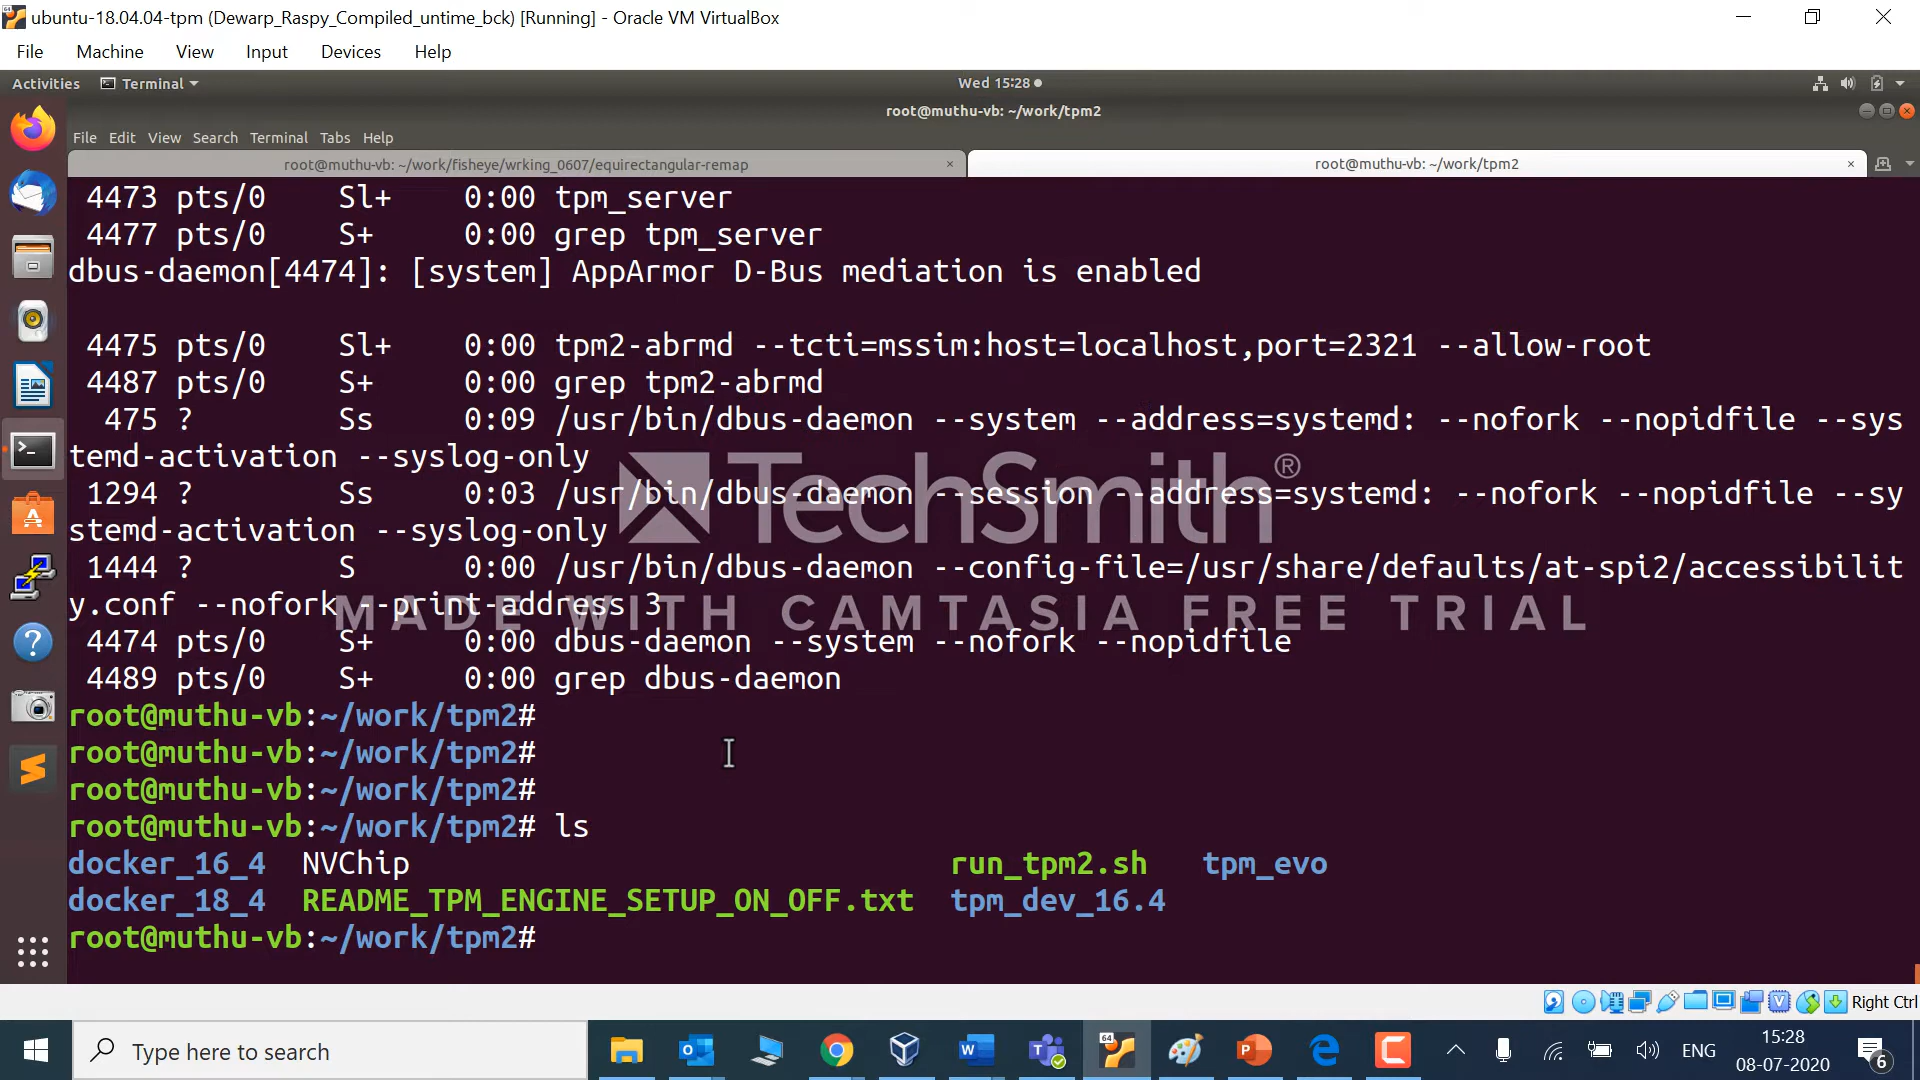 ubuntu-18.04.04-tpm (Dewarp_Raspy_Compiled_untime_bck) [Running] - Oracle VM VirtualBox
File Machine View Input Devices Help
Activities Terminal Wed 15:28
root@muthu-vb: ~/work/tpm2
File Edit View Search Terminal Tabs Help
root@muthu-vb: ~/work/fisheye/wrking_0607/equirectangular-remap × root@muthu-vb: ~/work/tpm2 ×
4473 pts/0 Sl+ 0:00 tpm_server
4477 pts/0 S+ 0:00 grep tpm_server
dbus-daemon[4474]: [system] AppArmor D-Bus mediation is enabled
4475 pts/0 Sl+ 0:00 tpm2-abrmd --tcti=mssim:host=localhost,port=2321 --allow-root
4487 pts/0 S+ 0:00 grep tpm2-abrmd
475 ? Ss 0:09 /usr/bin/dbus-daemon --system --address=systemd: --nofork --nopidfile --sys
temd-activation --syslog-only
1294 ? Ss 0:03 /usr/bin/dbus-daemon --session --address=systemd: --nofork --nopidfile --sy
stemd-activation --syslog-only
TechSmith®
1444 ? S 0:00 /usr/bin/dbus-daemon --config-file=/usr/share/defaults/at-spi2/accessibilit
y.conf --nofork --print-address 3
MADE WITH CAMTASIA FREE TRIAL
4474 pts/0 S+ 0:00 dbus-daemon --system --nofork --nopidfile
4489 pts/0 S+ 0:00 grep dbus-daemon
root@muthu-vb:~/work/tpm2#
root@muthu-vb:~/work/tpm2#
root@muthu-vb:~/work/tpm2#
root@muthu-vb:~/work/tpm2# ls
docker_16_4 NVChip run_tpm2.sh tpm_evo
docker_18_4 README_TPM_ENGINE_SETUP_ON_OFF.txt tpm_dev_16.4
root@muthu-vb:~/work/tpm2#
Right Ctrl
Type here to search
ENG 15:28
08-07-2020
6